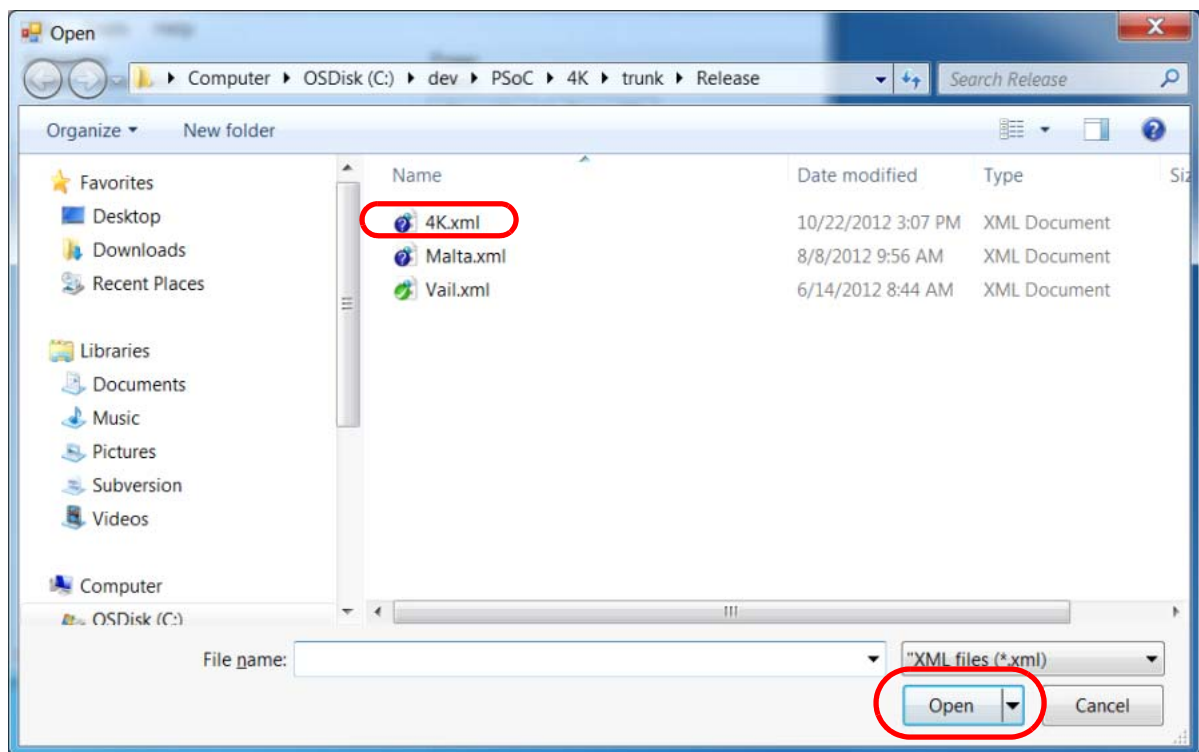 Open
Help
Computer OSDisk (C:) dev PSoC 4K trunk Release
Search Release
Organize New folder
Name Date modified Type Siz
Favorites
Desktop
Downloads
Recent Places
4K.xml 10/22/2012 3:07 PM XML Document
Malta.xml 8/8/2012 9:56 AM XML Document
Vail.xml 6/14/2012 8:44 AM XML Document
Libraries
Documents
Music
Pictures
Subversion
Videos
Computer
OSDisk (C:)
File name:
"XML files (*.xml)
Open Cancel